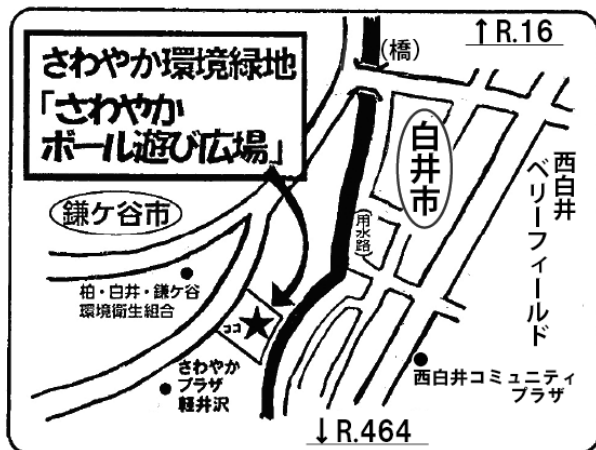 ↑R.16
(橋)
さわやか環境緑地
「さわやか
ボール遊び広場」
白井市
西白井
ベリーフィールド
鎌ケ谷市
(用水路)
柏・白井・鎌ケ谷
環境衛生組合
ココ
さわやか
プラザ
軽井沢
西白井コミュニティ
プラザ
↓R.464